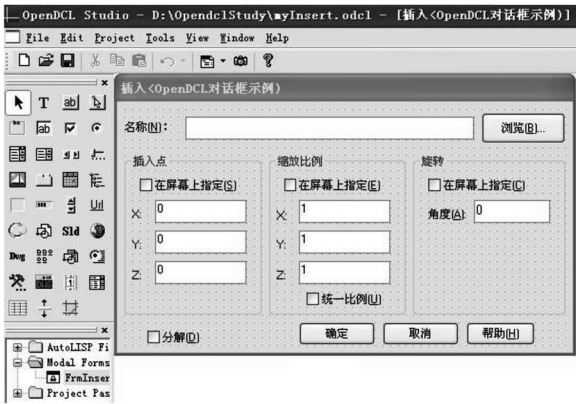 OpenDCL Studio - D:\OpendclStudy\myInsert.odcl - [插入<OpenDCL对话框示例)]
File Edit Project Tools View Window Help
插入<OpenDCL对话框示例)
名称(N):
浏览(B)...
插入点 缩放比例 旋转
在屏幕上指定(S) 在屏幕上指定(E) 在屏幕上指定(C)
X: 0 X: 1 角度(A): 0
Y: 0 Y: 1
Z: 0 Z: 1
统一比例(U)
分解(D) 确定 取消 帮助(H)
T ab
ab
Url
Sld
Dwg
AutoLISP Fi
Modal Forms
FrmInser
Project Pas